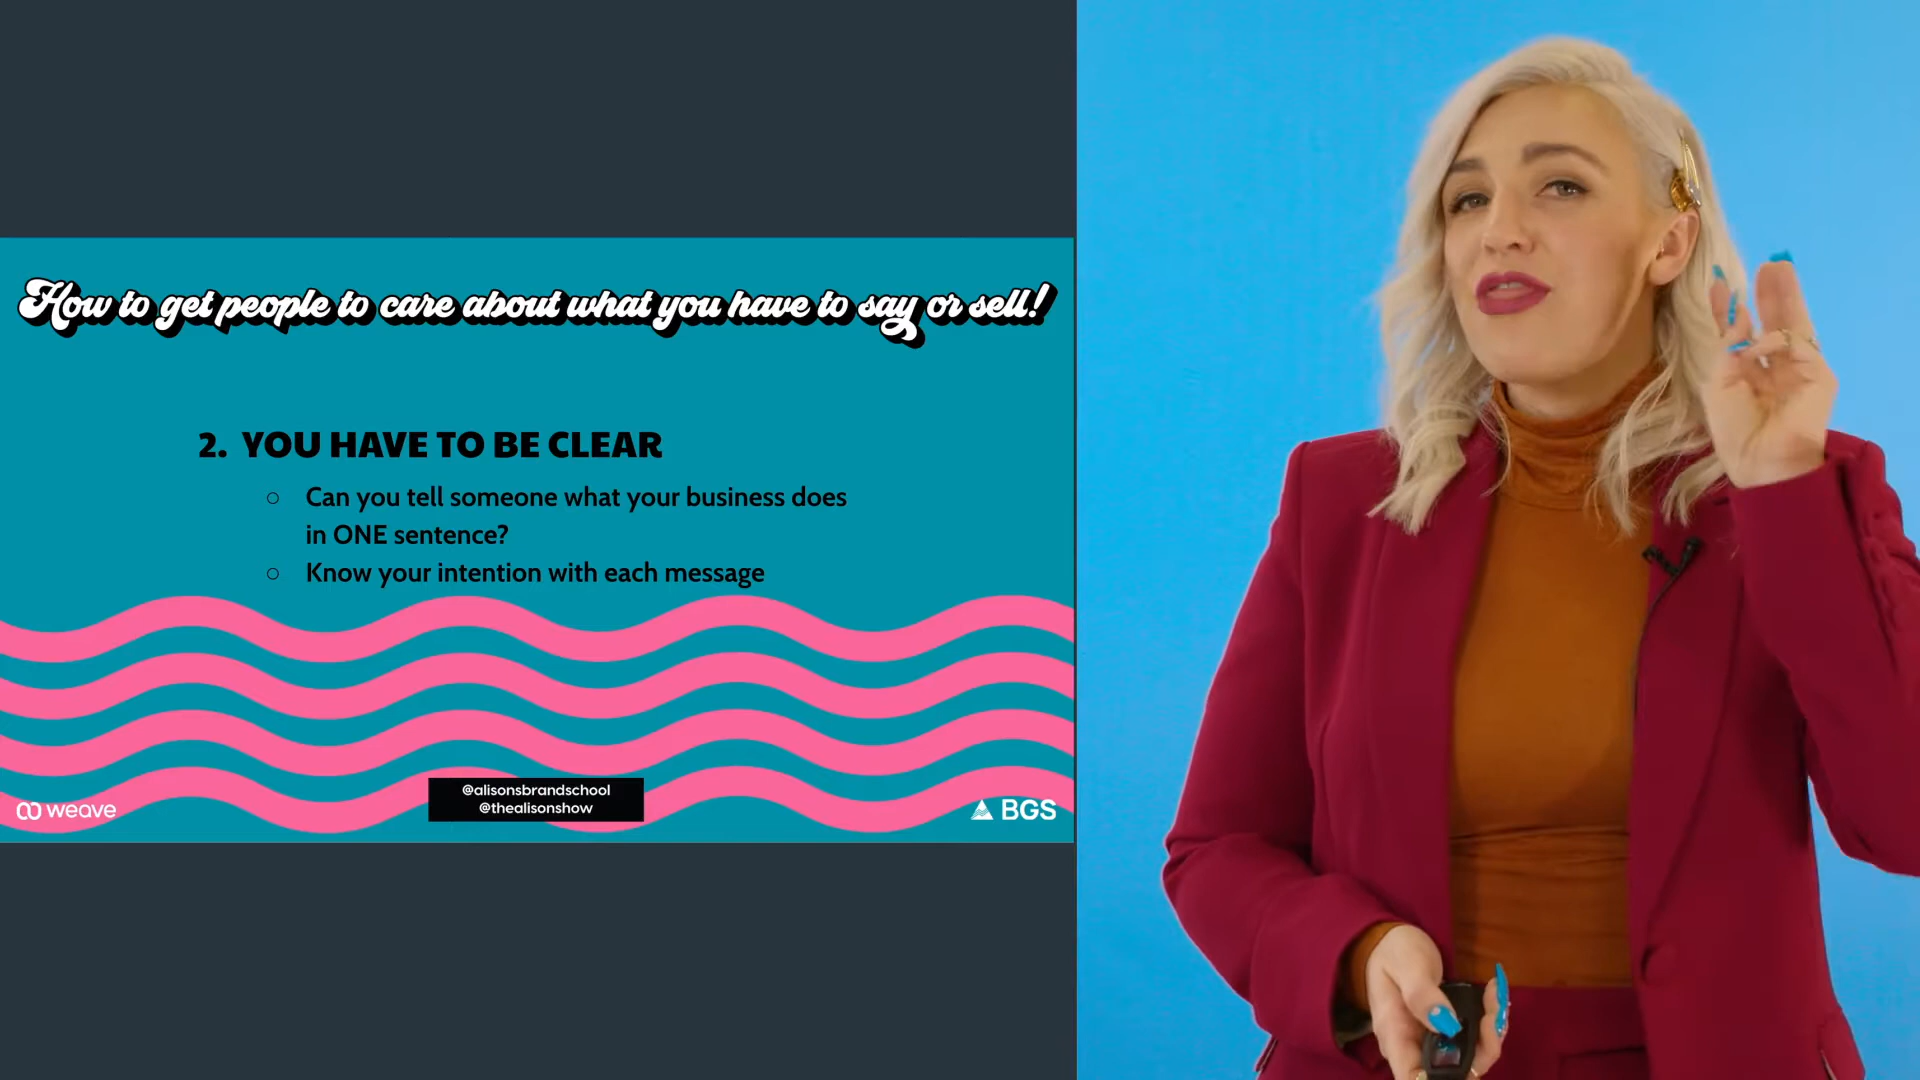 How to get people to care about what you have to say or sell!
2. YOU HAVE TO BE CLEAR
○ Can you tell someone what your business does
in ONE sentence?
○ Know your intention with each message
@alisonsbrandschool
@thealisonshow
weave
BGS